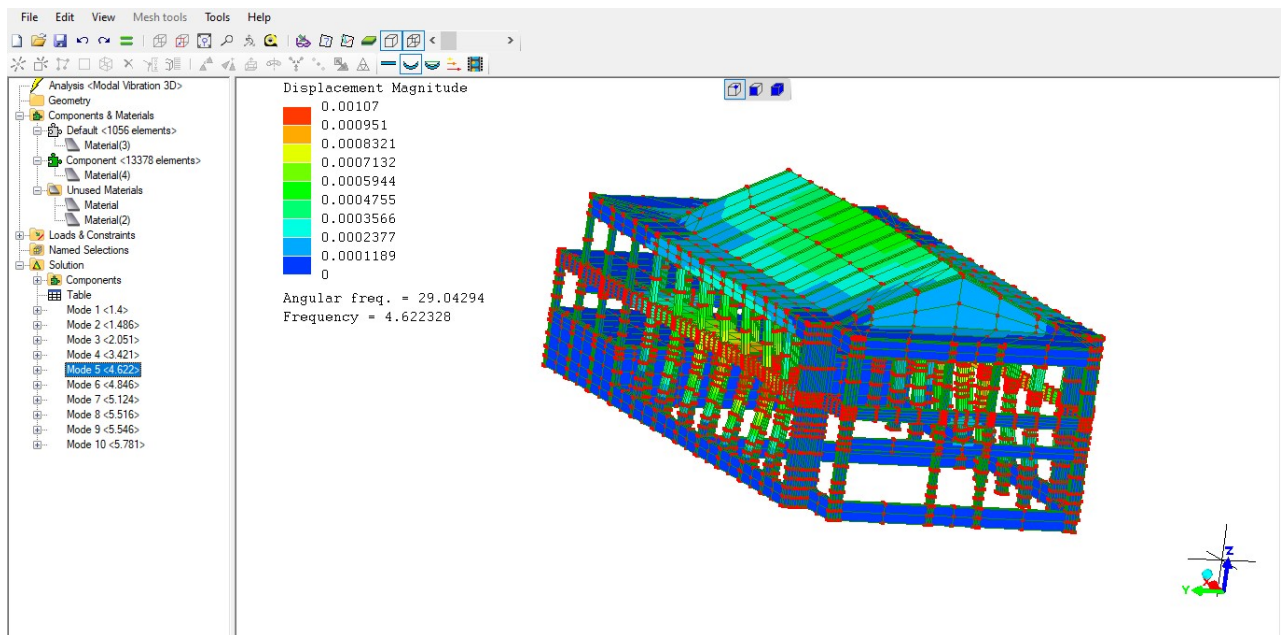 File Edit View Mesh tools Tools Help
Analysis <Modal Vibration 3D>
Geometry
Components & Materials
Default <1056 elements>
Material(3)
Component <13378 elements>
Material(4)
Unused Materials
Material
Material(2)
Loads & Constraints
Named Selections
Solution
Components
Table
Mode 1 <1.4>
Mode 2 <1.486>
Mode 3 <2.051>
Mode 4 <3.421>
Mode 5 <4.622>
Mode 6 <4.846>
Mode 7 <5.124>
Mode 8 <5.516>
Mode 9 <5.546>
Mode 10 <5.781>
Displacement Magnitude
0.00107
0.000951
0.0008321
0.0007132
0.0005944
0.0004755
0.0003566
0.0002377
0.0001189
0
Angular freq. = 29.04294
Frequency = 4.622328
Z
Y